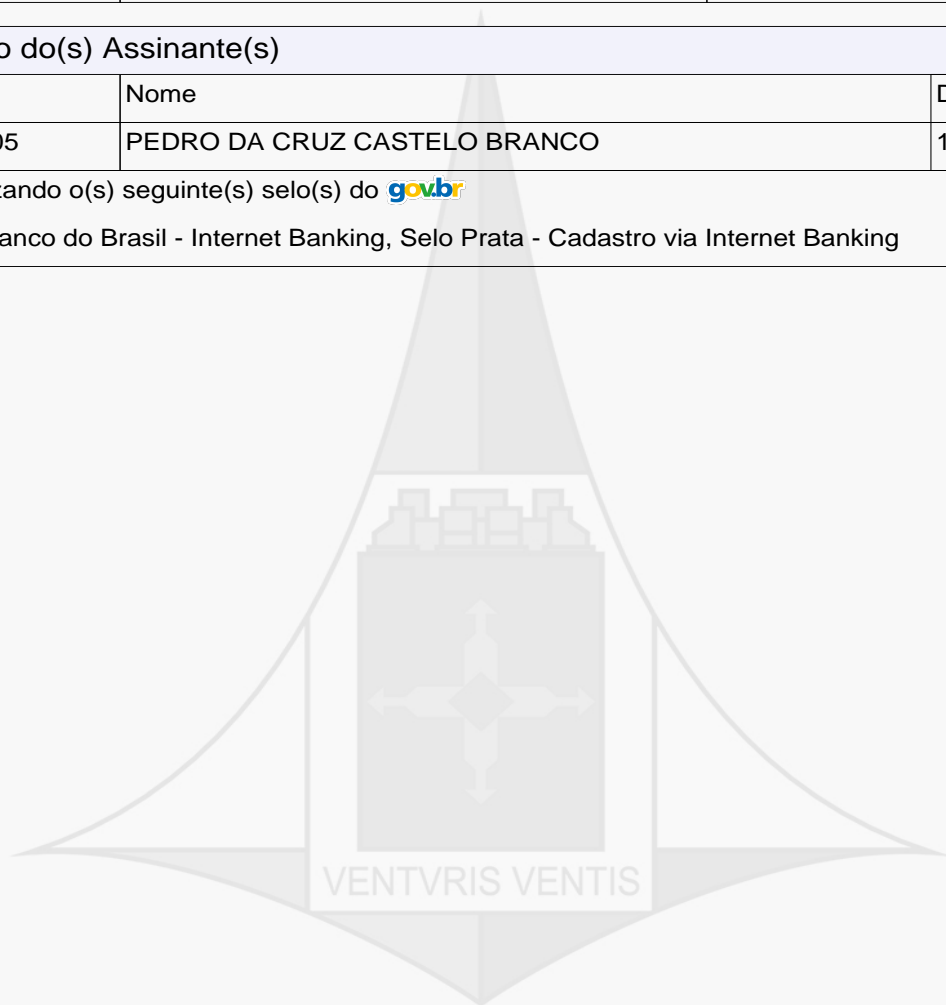 o do(s) Assinante(s)
Nome
05 PEDRO DA CRUZ CASTELO BRANCO 1
zando o(s) seguinte(s) selo(s) do gov.br
anco do Brasil - Internet Banking, Selo Prata - Cadastro via Internet Banking
VENTVRIS VENTIS